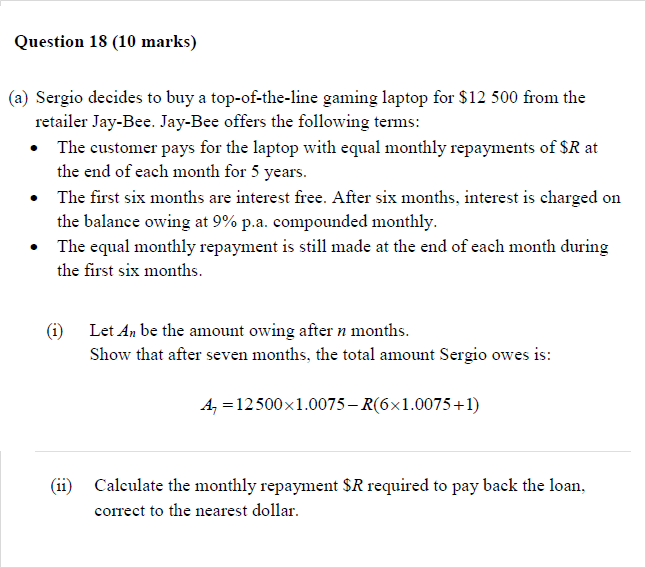 Question 18 (10 marks)
(a) Sergio decides to buy a top-of-the-line gaming laptop for $12 500 from the
retailer Jay-Bee. Jay-Bee offers the following terms:
• The customer pays for the laptop with equal monthly repayments of $R at
the end of each month for 5 years.
• The first six months are interest free. After six months, interest is charged on
the balance owing at 9% p.a. compounded monthly.
• The equal monthly repayment is still made at the end of each month during
the first six months.
(i) Let Aₙ be the amount owing after n months.
Show that after seven months, the total amount Sergio owes is:
A₇ =12500×1.0075−R(6×1.0075+1)
(ii) Calculate the monthly repayment $R required to pay back the loan,
correct to the nearest dollar.